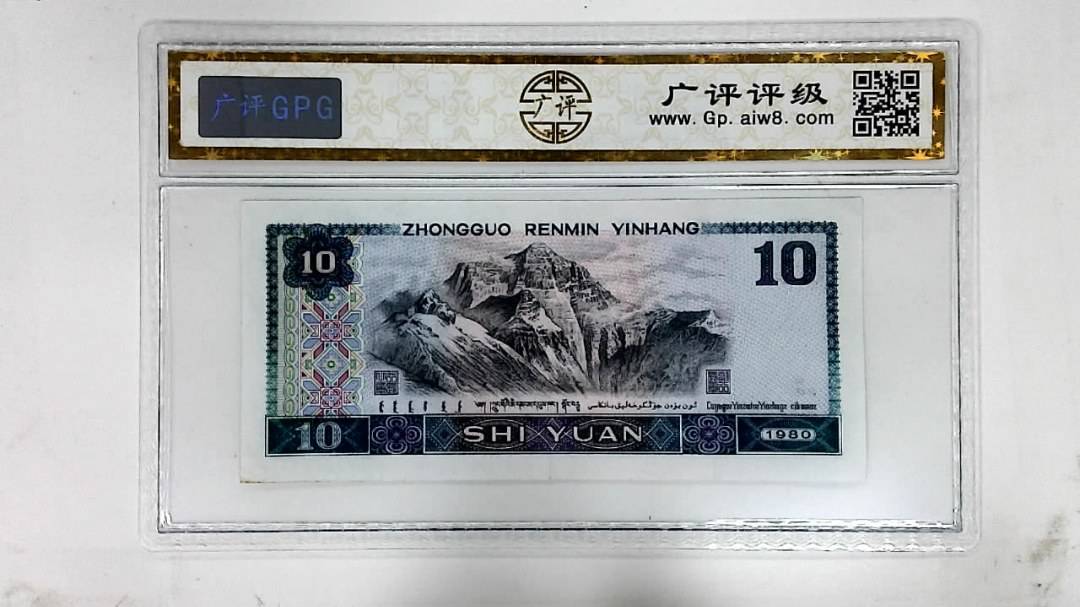 广评GPG
广评
广评评级
www.Gp.aiw8.com
ZHONGGUO RENMIN YINHANG
10
10
10
SHI YUAN
1980